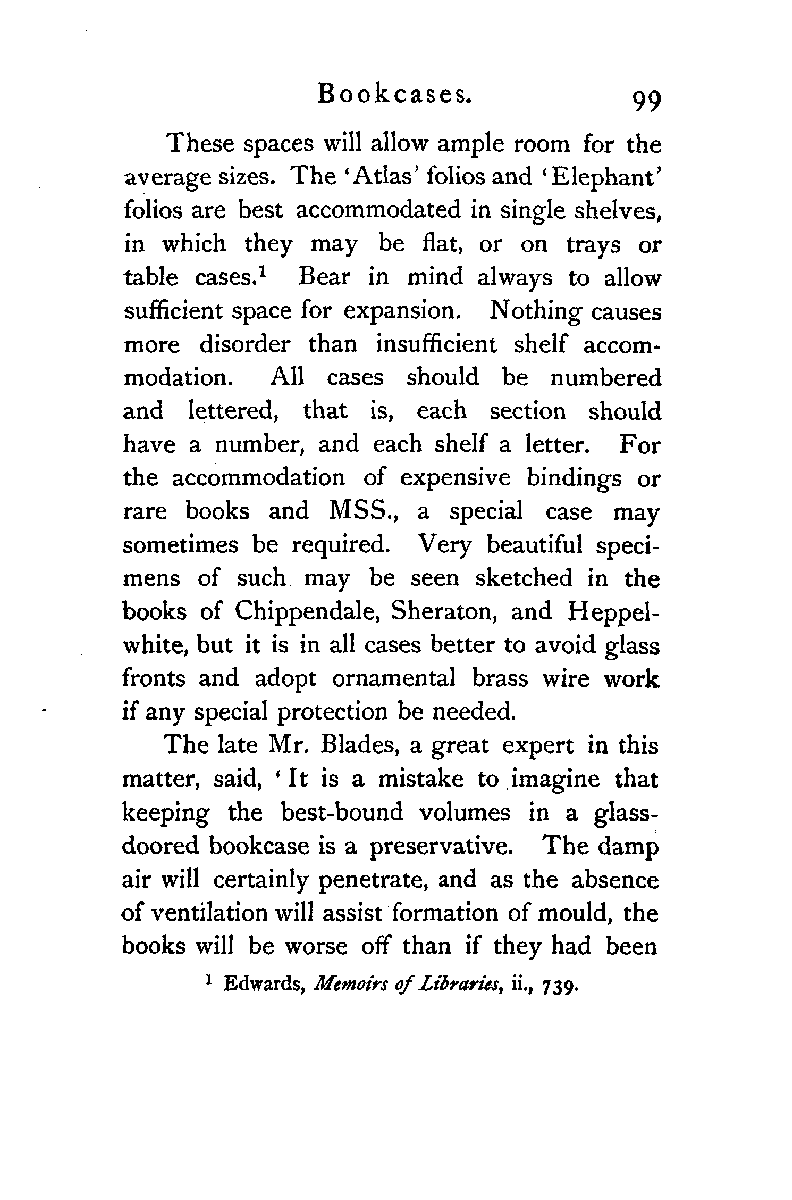 Bookcases. 99
These spaces will allow ample room for the
average sizes. The ‘Atlas’ folios and ‘Elephant’
folios are best accommodated in single shelves,
in which they may be flat, or on trays or
table cases.¹ Bear in mind always to allow
sufficient space for expansion. Nothing causes
more disorder than insufficient shelf accom-
modation. All cases should be numbered
and lettered, that is, each section should
have a number, and each shelf a letter. For
the accommodation of expensive bindings or
rare books and MSS., a special case may
sometimes be required. Very beautiful speci-
mens of such may be seen sketched in the
books of Chippendale, Sheraton, and Heppel-
white, but it is in all cases better to avoid glass
fronts and adopt ornamental brass wire work
if any special protection be needed.
The late Mr. Blades, a great expert in this
matter, said, ‘It is a mistake to imagine that
keeping the best-bound volumes in a glass-
doored bookcase is a preservative. The damp
air will certainly penetrate, and as the absence
of ventilation will assist formation of mould, the
books will be worse off than if they had been
¹ Edwards, Memoirs of Libraries, ii., 739.